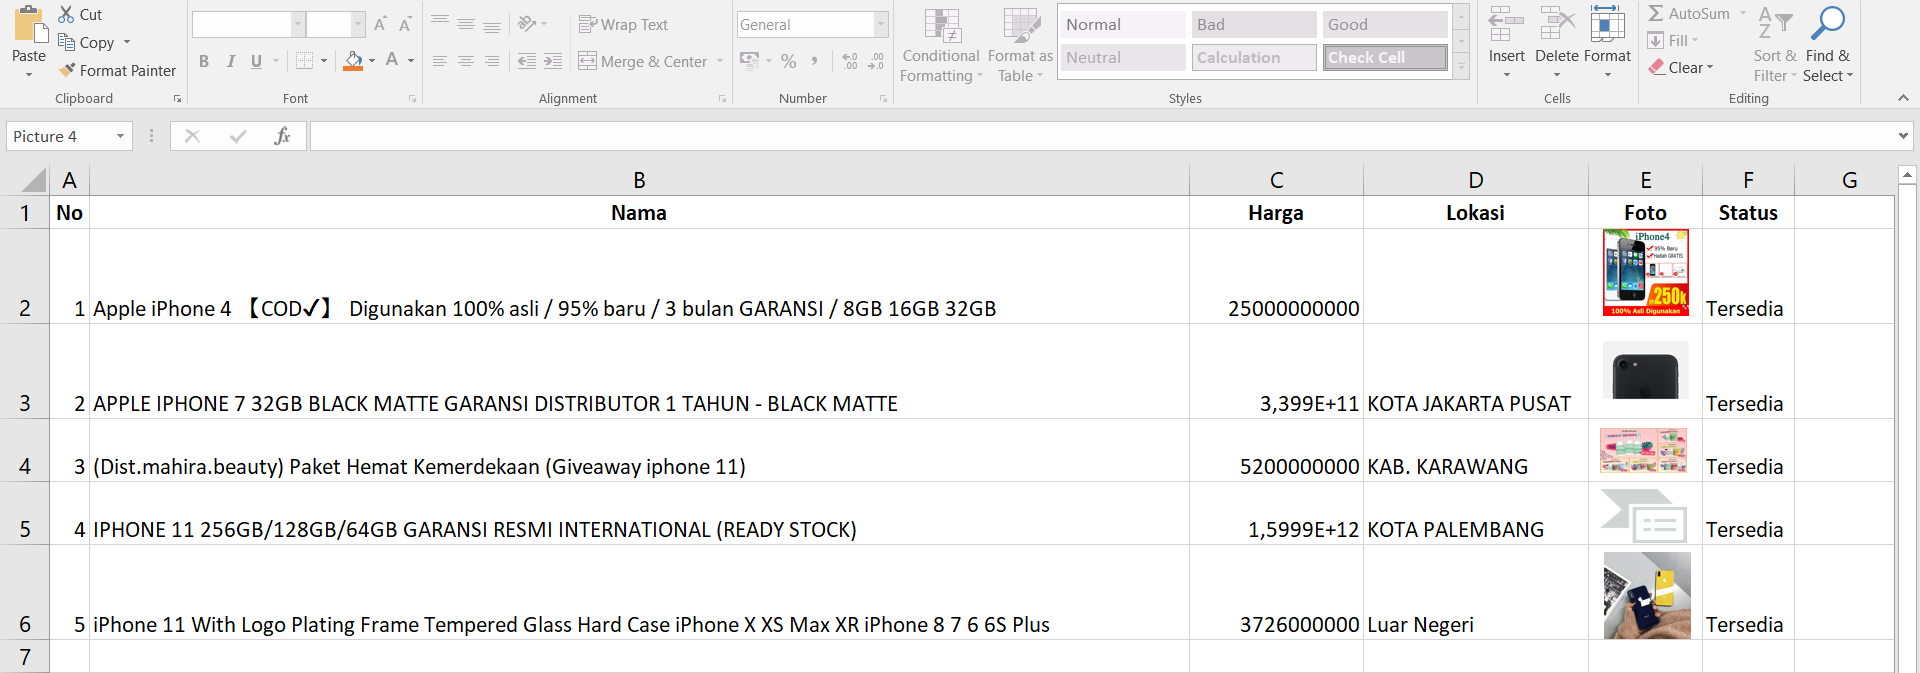 Paste
Cut
Copy
Format Painter
Clipboard
B I U
A
A A
Font
Wrap Text
Merge & Center
Alignment
General
% ,
Number
Conditional Formatting
Format as Table
Normal Bad Good
Neutral Calculation Check Cell
Styles
Insert
Delete
Format
Cells
AutoSum
Fill
Clear
Sort & Filter
Find & Select
Editing
Picture 4
fx
A B C D E F G
1 No Nama Harga Lokasi Foto Status
iPhone4
95% Baru
Hadiah GRATIS
250k
100% Asli Digunakan
2 1 Apple iPhone 4 【COD✓】 Digunakan 100% asli / 95% baru / 3 bulan GARANSI / 8GB 16GB 32GB 25000000000 Tersedia
3 2 APPLE IPHONE 7 32GB BLACK MATTE GARANSI DISTRIBUTOR 1 TAHUN - BLACK MATTE 3,399E+11 KOTA JAKARTA PUSAT Tersedia
4 3 (Dist.mahira.beauty) Paket Hemat Kemerdekaan (Giveaway iphone 11) 5200000000 KAB. KARAWANG Tersedia
5 4 IPHONE 11 256GB/128GB/64GB GARANSI RESMI INTERNATIONAL (READY STOCK) 1,5999E+12 KOTA PALEMBANG Tersedia
6 5 iPhone 11 With Logo Plating Frame Tempered Glass Hard Case iPhone X XS Max XR iPhone 8 7 6 6S Plus 3726000000 Luar Negeri Tersedia
7